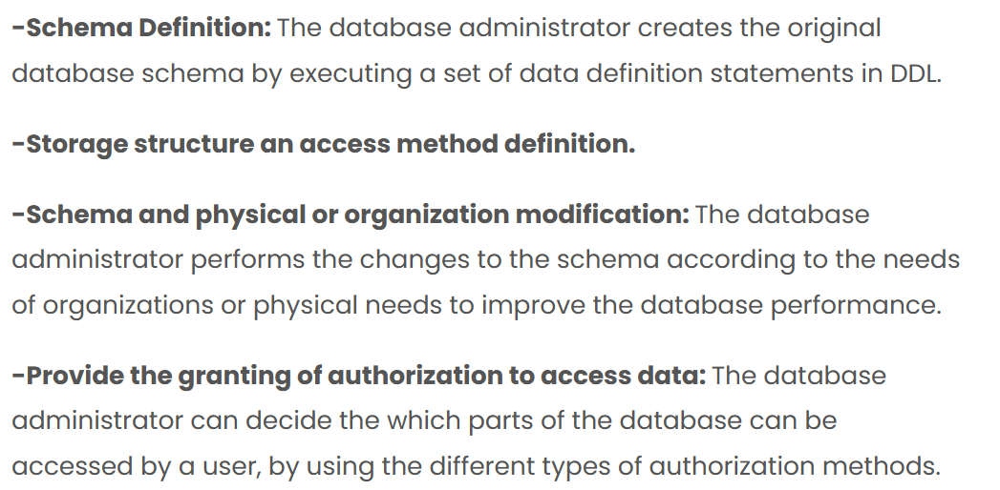 -Schema Definition: The database administrator creates the original
database schema by executing a set of data definition statements in DDL.
-Storage structure an access method definition.
-Schema and physical or organization modification: The database
administrator performs the changes to the schema according to the needs
of organizations or physical needs to improve the database performance.
-Provide the granting of authorization to access data: The database
administrator can decide the which parts of the database can be
accessed by a user, by using the different types of authorization methods.